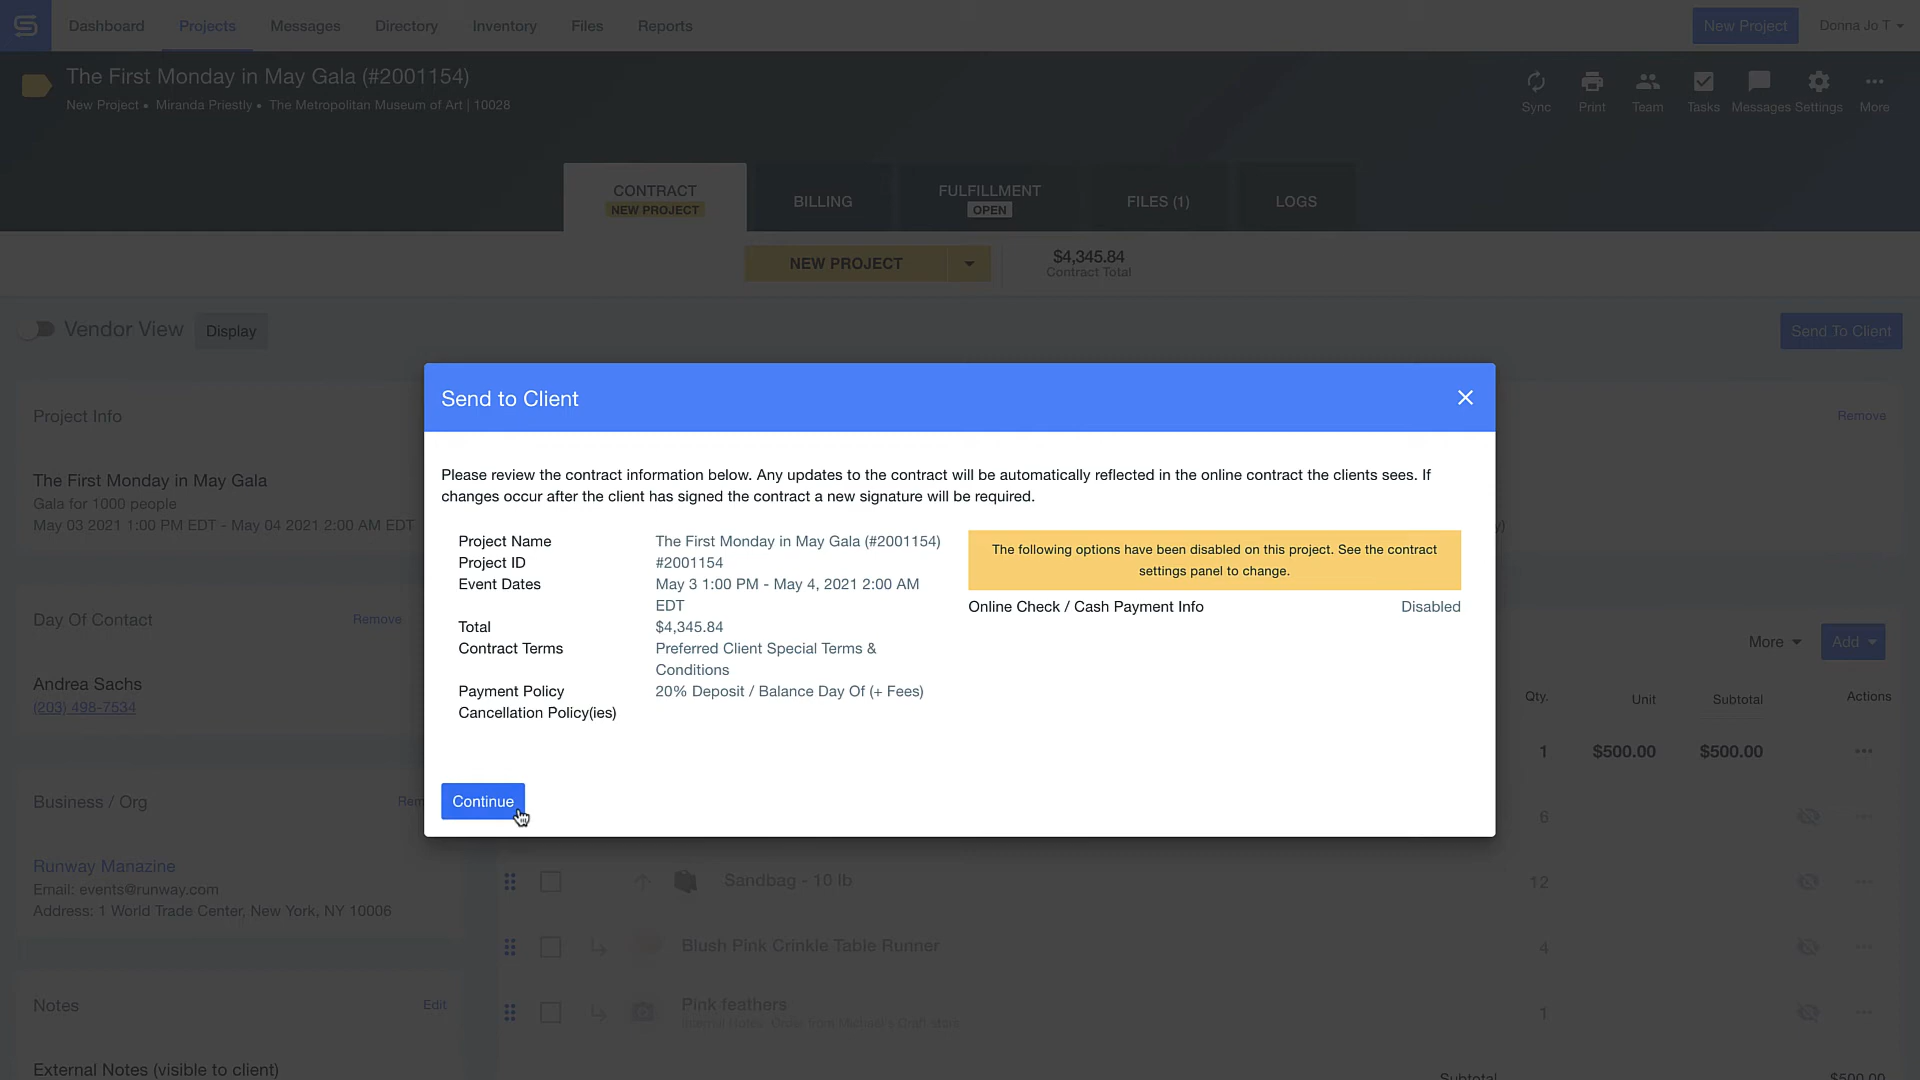 Dashboard
Projects
Messages
Directory
Inventory
Files
Reports
New Project
Donna Jo T
The First Monday in May Gala (#2001154)
New Project • Miranda Priestly • The Metropolitan Museum of Art | 10028
Sync
Print
Team
Tasks
Messages
Settings
More
CONTRACT
NEW PROJECT
BILLING
FULFILLMENT
OPEN
FILES (1)
LOGS
NEW PROJECT
$4,345.84
Contract Total
Vendor View
Display
Send To Client
Send to Client
Please review the contract information below. Any updates to the contract will be automatically reflected in the online contract the clients sees. If
changes occur after the client has signed the contract a new signature will be required.
Project Name The First Monday in May Gala (#2001154)
Project ID #2001154
Event Dates May 3 1:00 PM - May 4, 2021 2:00 AM
EDT
Total $4,345.84
Contract Terms Preferred Client Special Terms &
Conditions
Payment Policy 20% Deposit / Balance Day Of (+ Fees)
Cancellation Policy(ies)
The following options have been disabled on this project. See the contract
settings panel to change.
Online Check / Cash Payment Info Disabled
Continue
Project Info
The First Monday in May Gala
Gala for 1000 people
May 03 2021 1:00 PM EDT - May 04 2021 2:00 AM EDT
Remove
Day Of Contact
Remove
Andrea Sachs
(203) 498-7534
Business / Org
Rem
Runway Manazine
Email: events@runway.com
Address: 1 World Trade Center, New York, NY 10006
Notes
Edit
External Notes (visible to client)
More
Add
Qty. Unit Subtotal Actions
1 $500.00 $500.00
6
Sandbag - 10 lb 12
Blush Pink Crinkle Table Runner 4
Pink feathers 1
Internal Notes: Order from Michael's Craft store
Subtotal $500.00